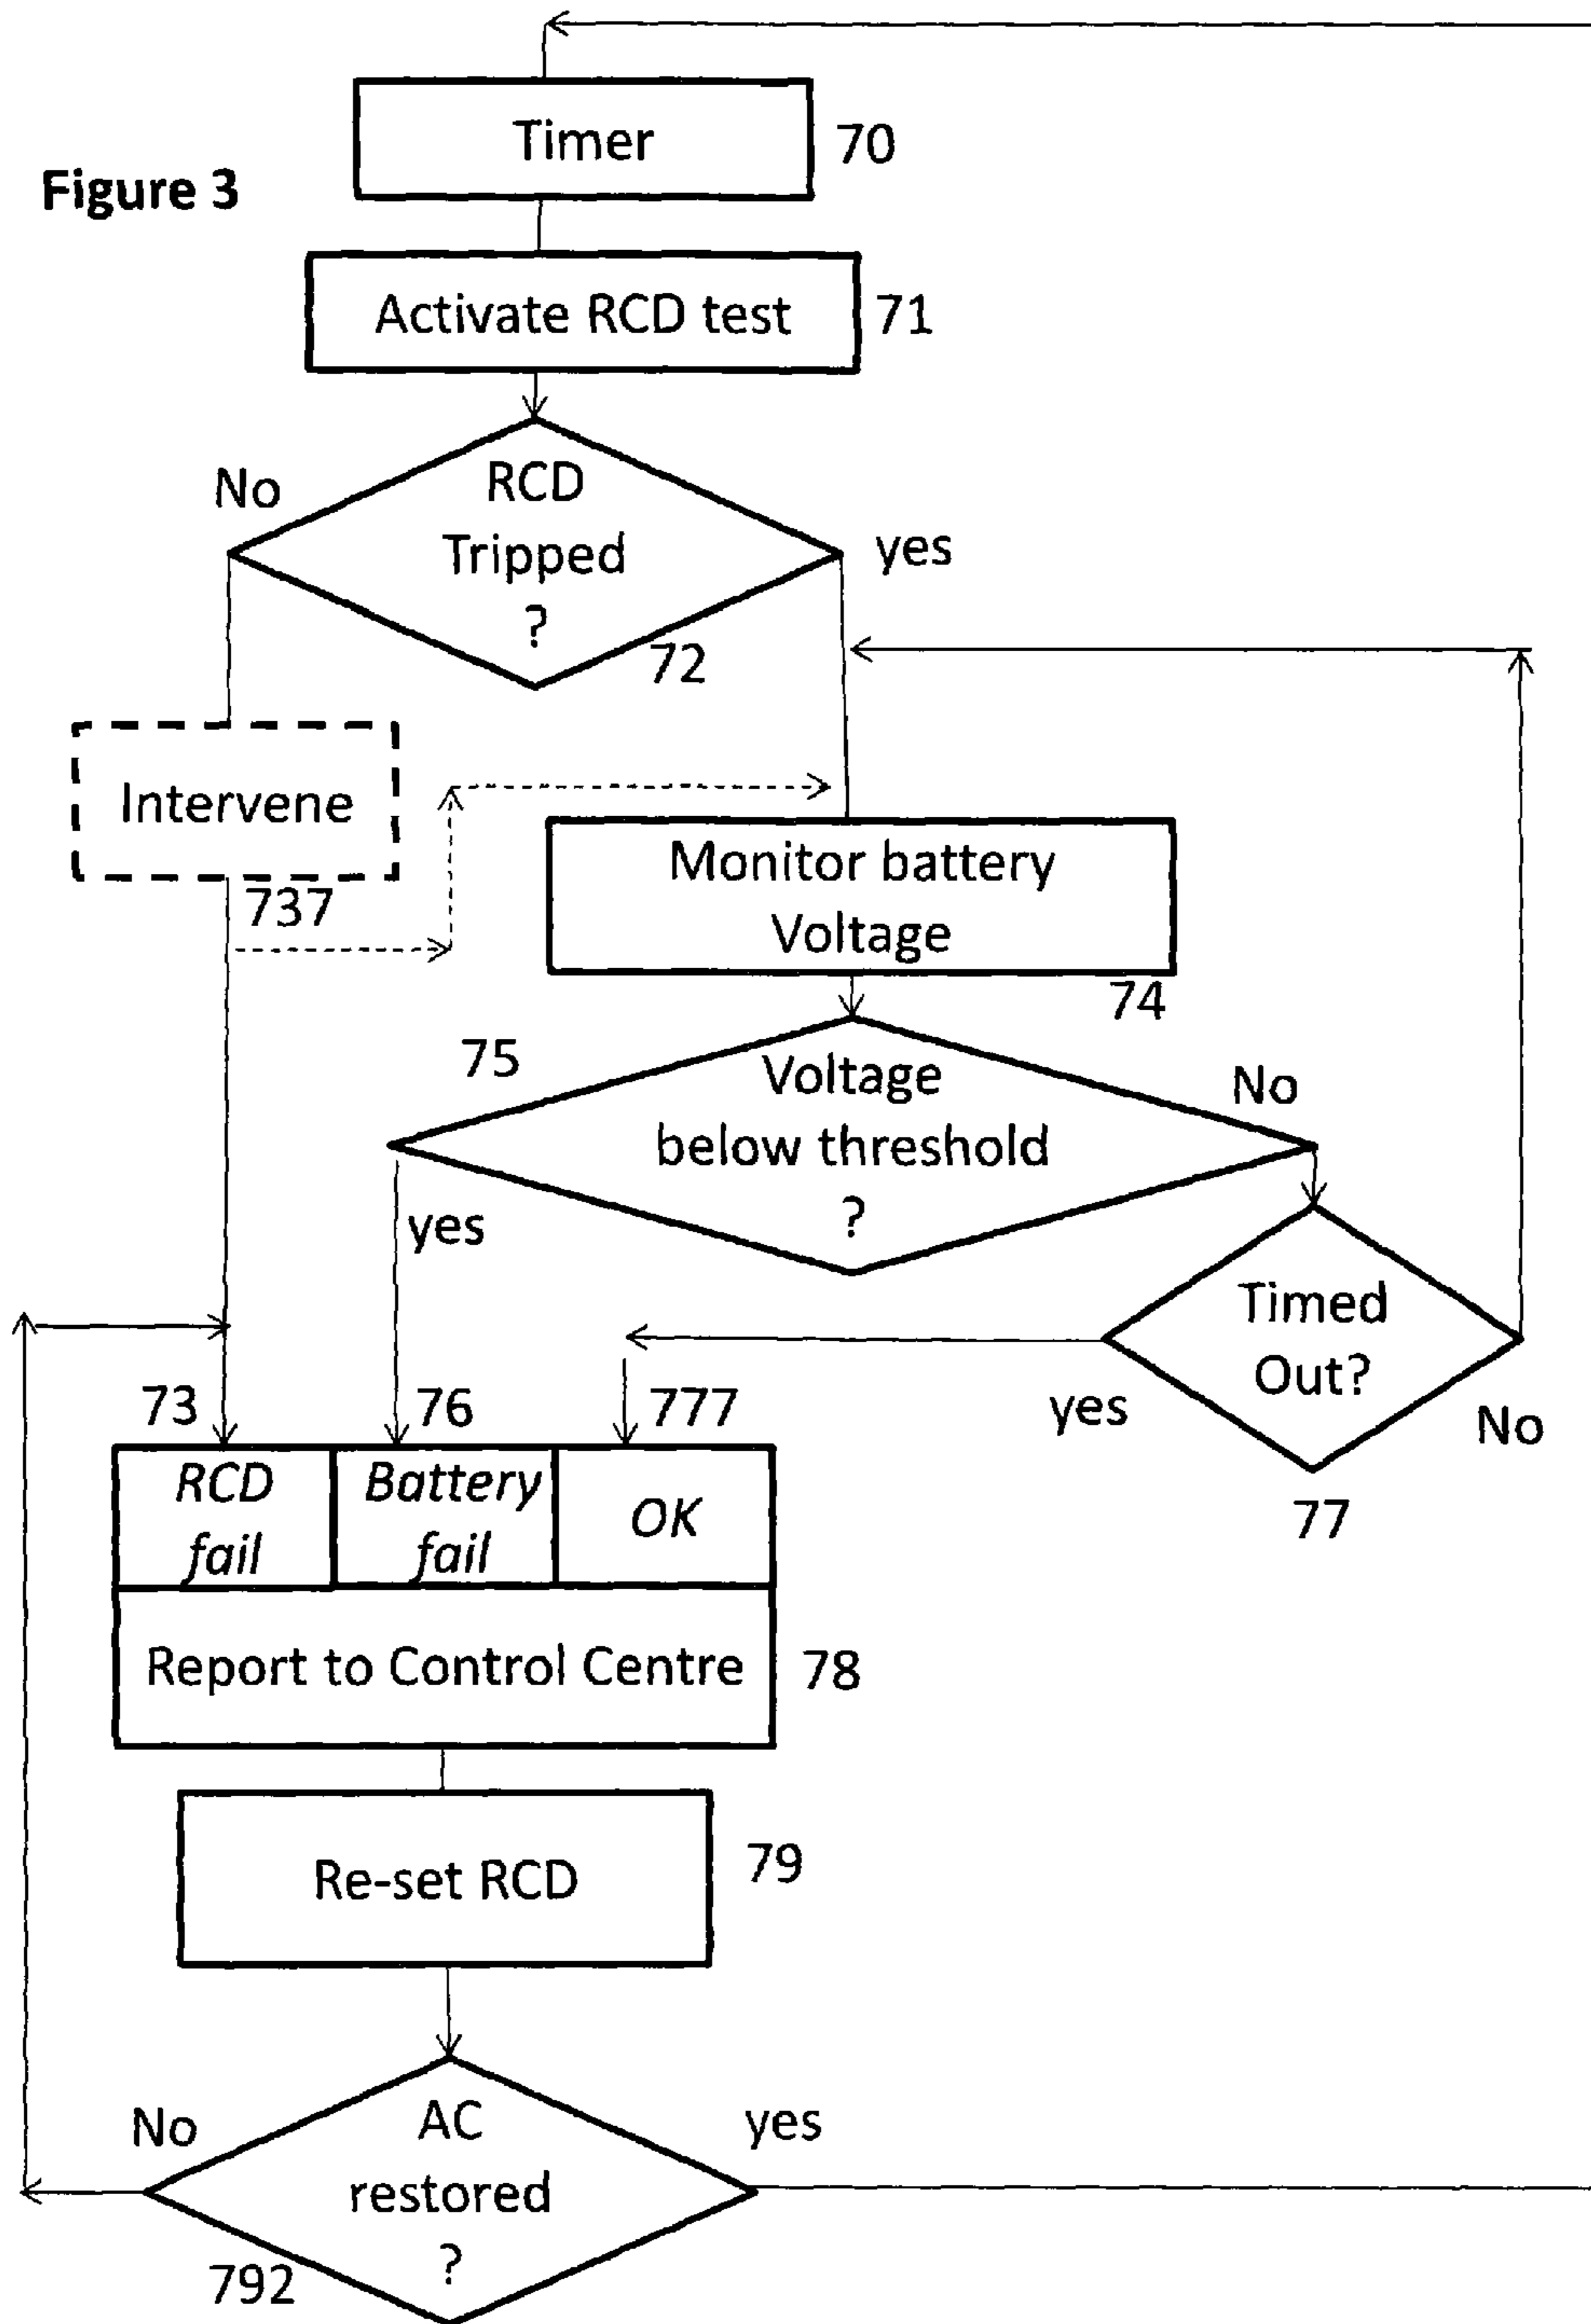 Timer
70
Figure 3
Activate RCD test
71
No
RCD
Tripped
?
yes
72
Intervene
737
Monitor battery
Voltage
74
75
Voltage
below threshold
?
No
yes
Timed
Out?
yes
No
77
73
76
777
RCD
fail
Battery
fail
OK
Report to Control Centre
78
Re-set RCD
79
No
AC
restored
?
yes
792